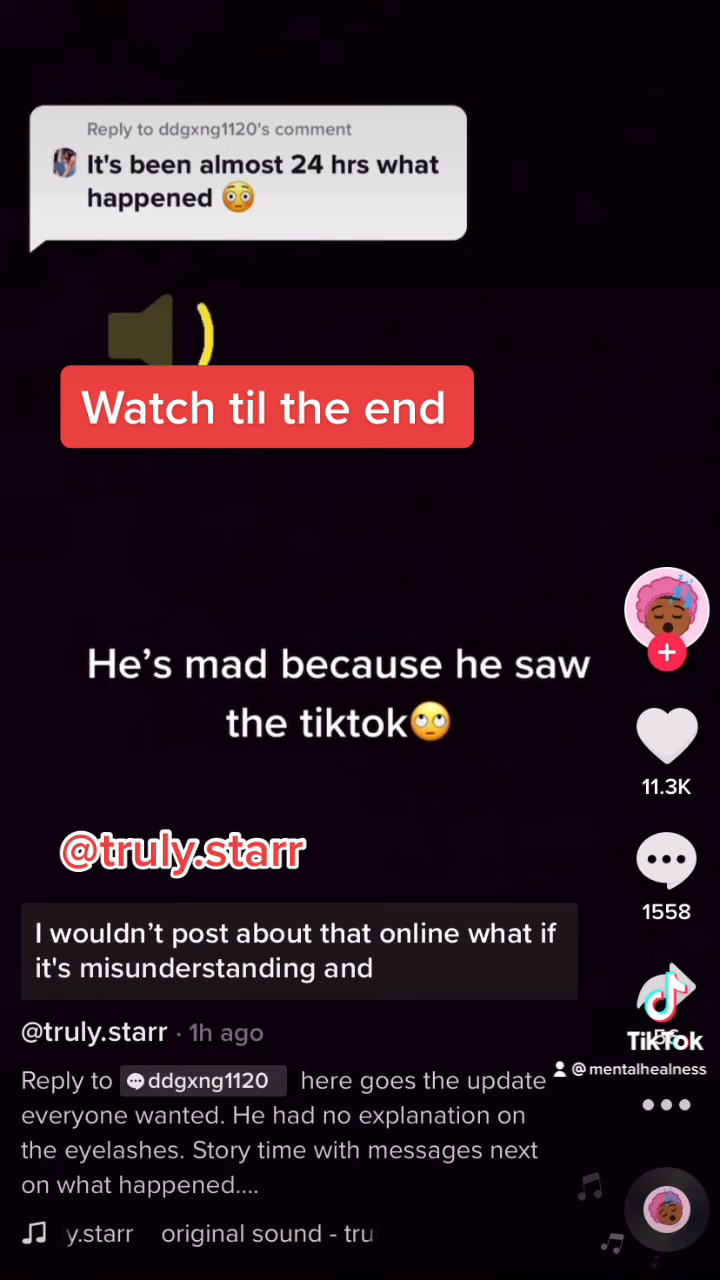 Reply to ddgxng1120's comment
It's been almost 24 hrs what
happened 😳
Watch til the end
He's mad because he saw
the tiktok🙄
@truly.starr
11.3K
1558
I wouldn't post about that online what if
it's misunderstanding and
@truly.starr · 1h ago
TikTok
@mentalhealness
Reply to ddgxng1120 here goes the update
everyone wanted. He had no explanation on
the eyelashes. Story time with messages next
on what happened....
y.starr original sound - tru